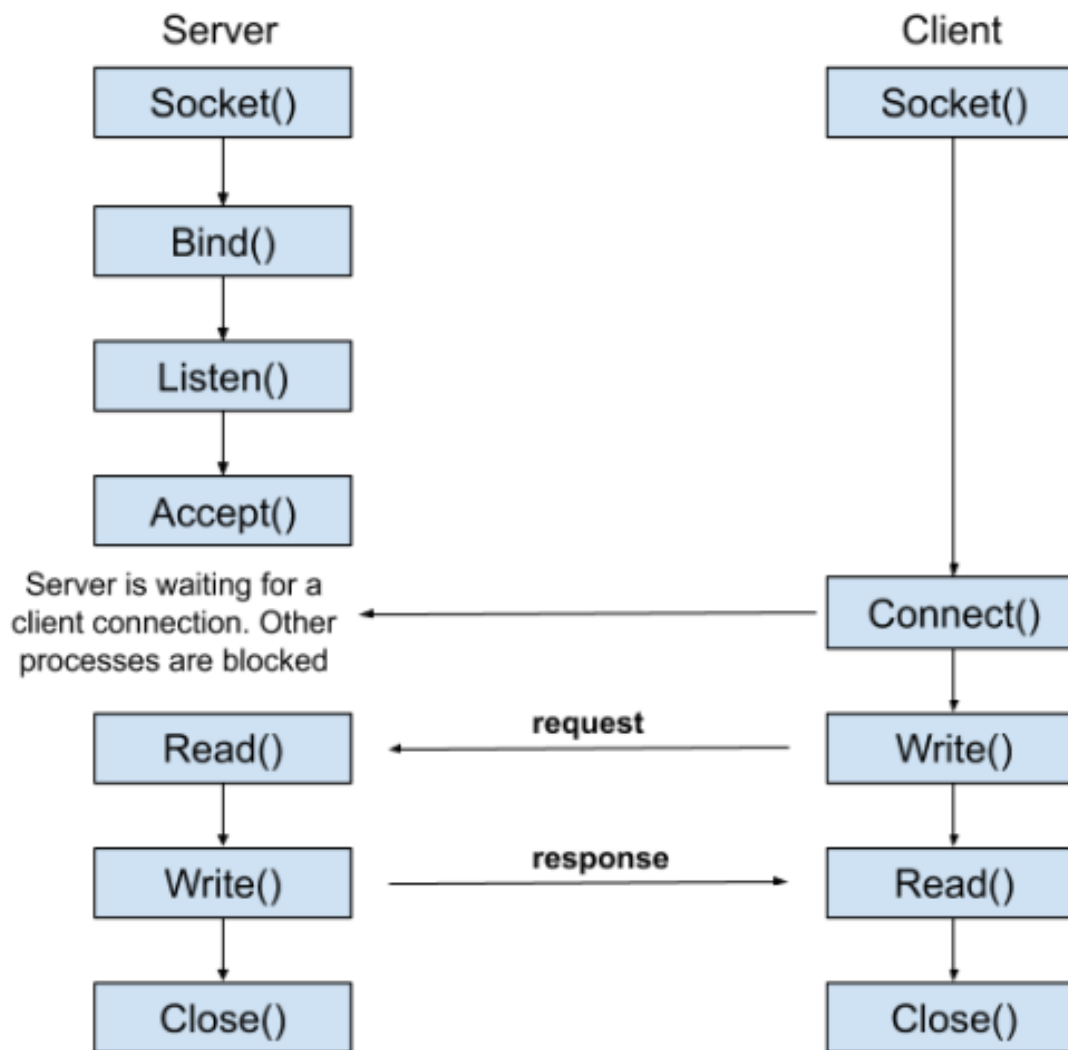 Server
Client
Socket()
Socket()
Bind()
Listen()
Accept()
Server is waiting for a
client connection. Other
processes are blocked
Connect()
Read()
request
Write()
Write()
response
Read()
Close()
Close()